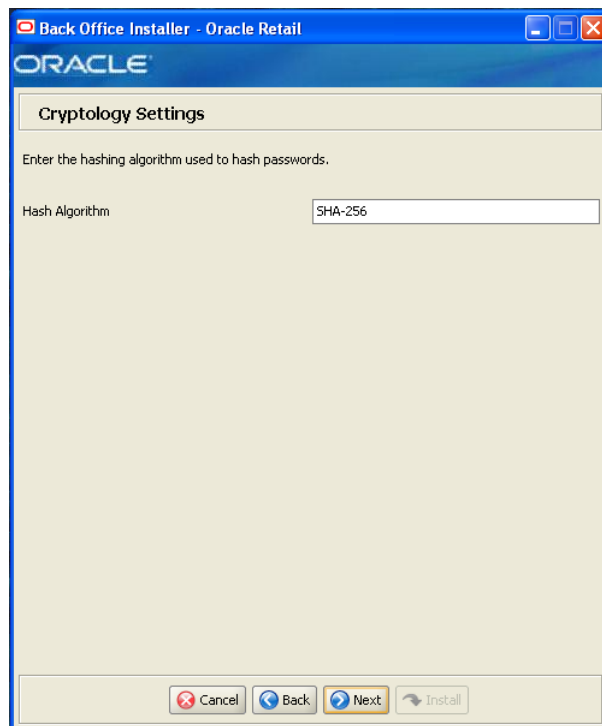 Back Office Installer - Oracle Retail
ORACLE
Cryptology Settings
Enter the hashing algorithm used to hash passwords.
Hash Algorithm SHA-256
Cancel Back Next Install